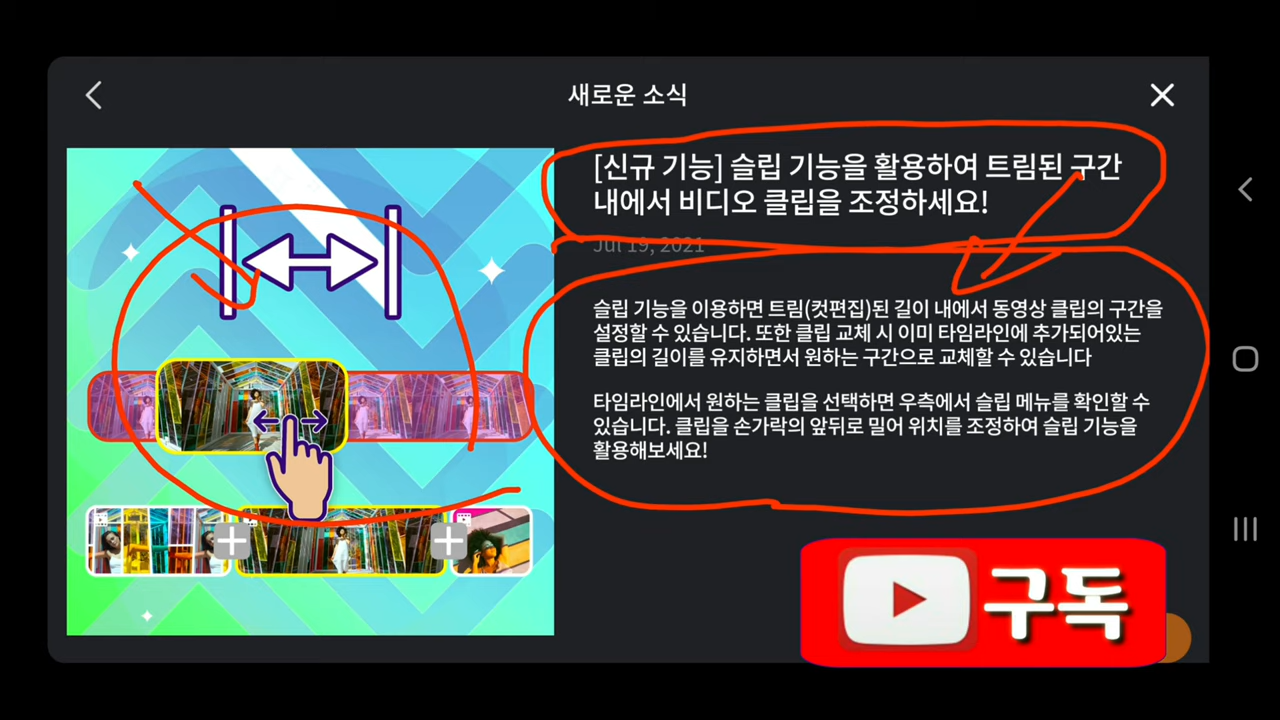 새로운 소식
[신규 기능] 슬립 기능을 활용하여 트림된 구간
내에서 비디오 클립을 조정하세요!
Jul 19, 2021
슬립 기능을 이용하면 트림(컷편집)된 길이 내에서 동영상 클립의 구간을
설정할 수 있습니다. 또한 클립 교체 시 이미 타임라인에 추가되어있는
클립의 길이를 유지하면서 원하는 구간으로 교체할 수 있습니다
타임라인에서 원하는 클립을 선택하면 우측에서 슬립 메뉴를 확인할 수
있습니다. 클립을 손가락의 앞뒤로 밀어 위치를 조정하여 슬립 기능을
활용해보세요!
구독